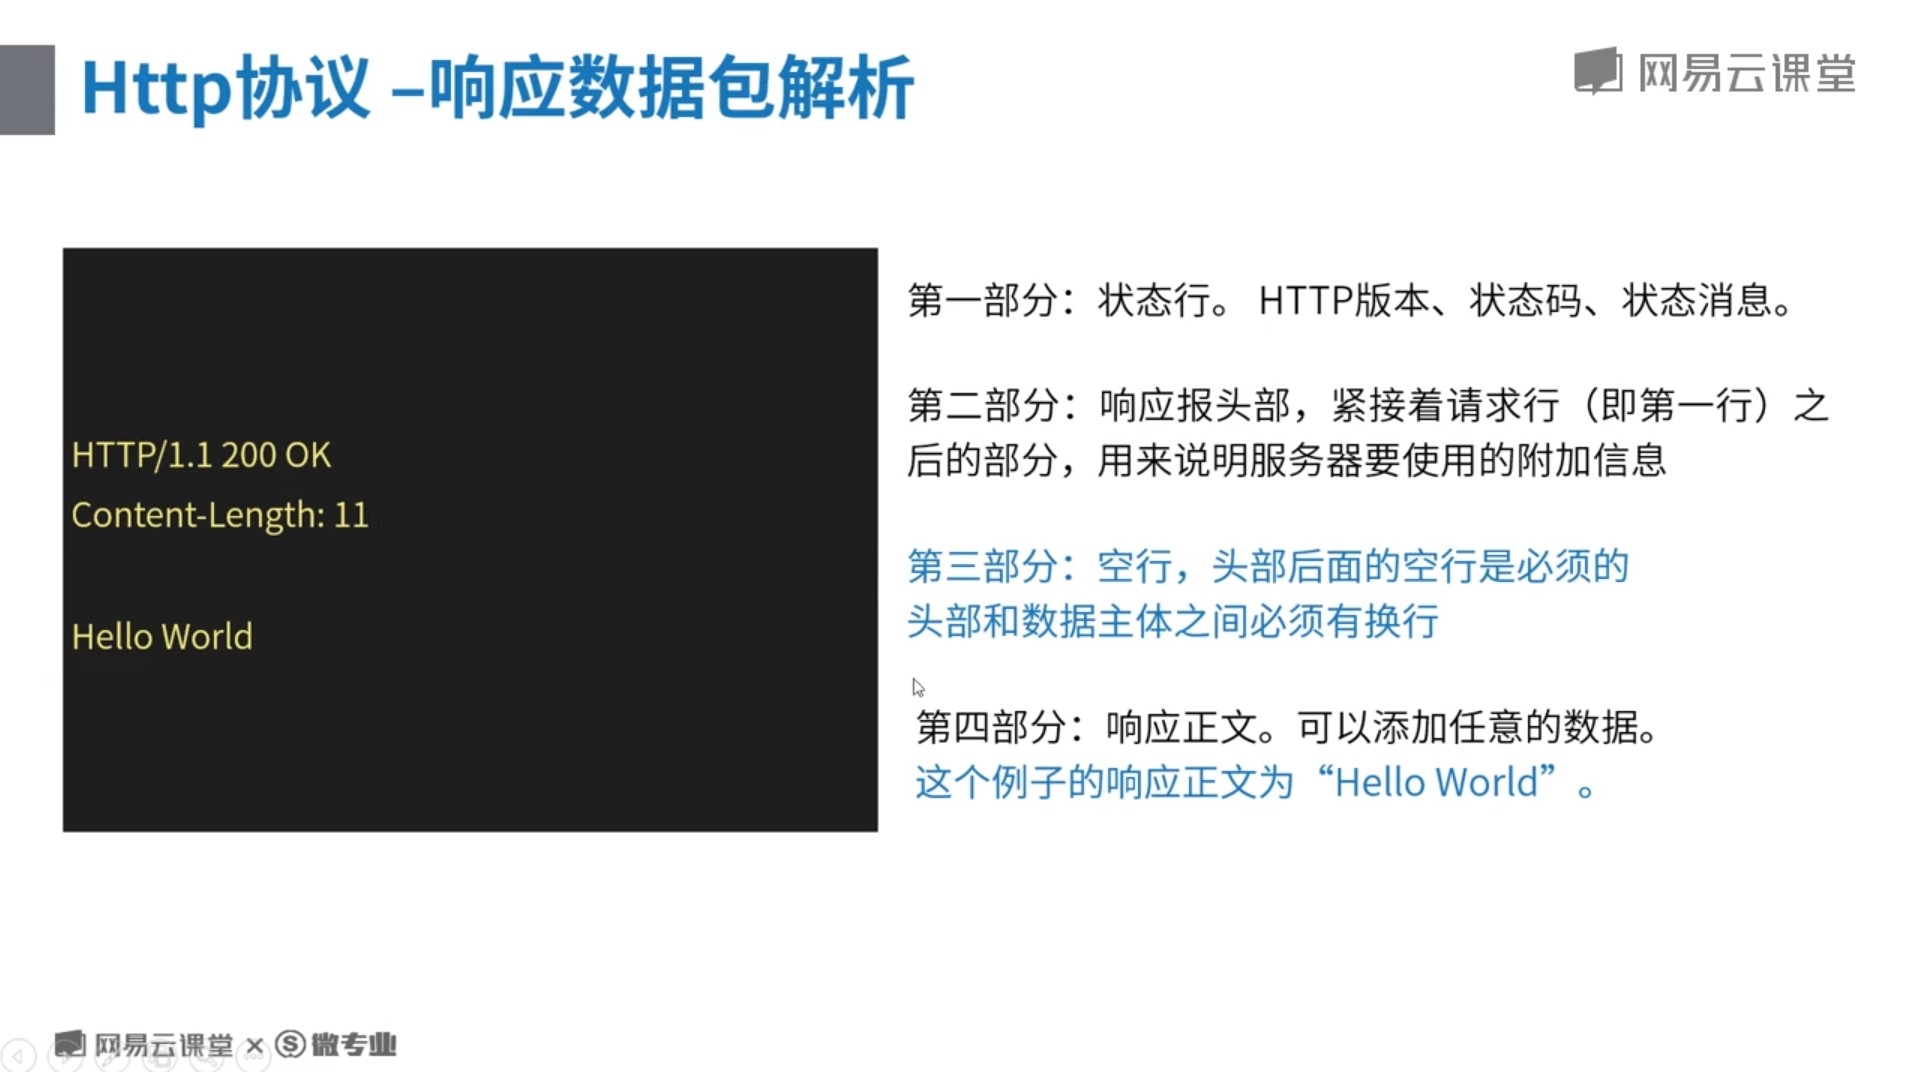 Http协议 –响应数据包解析
网易云课堂
HTTP/1.1 200 OK
Content-Length: 11
Hello World
第一部分：状态行。 HTTP版本、状态码、状态消息。
第二部分：响应报头部，紧接着请求行（即第一行）之
后的部分，用来说明服务器要使用的附加信息
第三部分：空行，头部后面的空行是必须的
头部和数据主体之间必须有换行
第四部分：响应正文。可以添加任意的数据。
这个例子的响应正文为“Hello World”。
网易云课堂 × 微专业